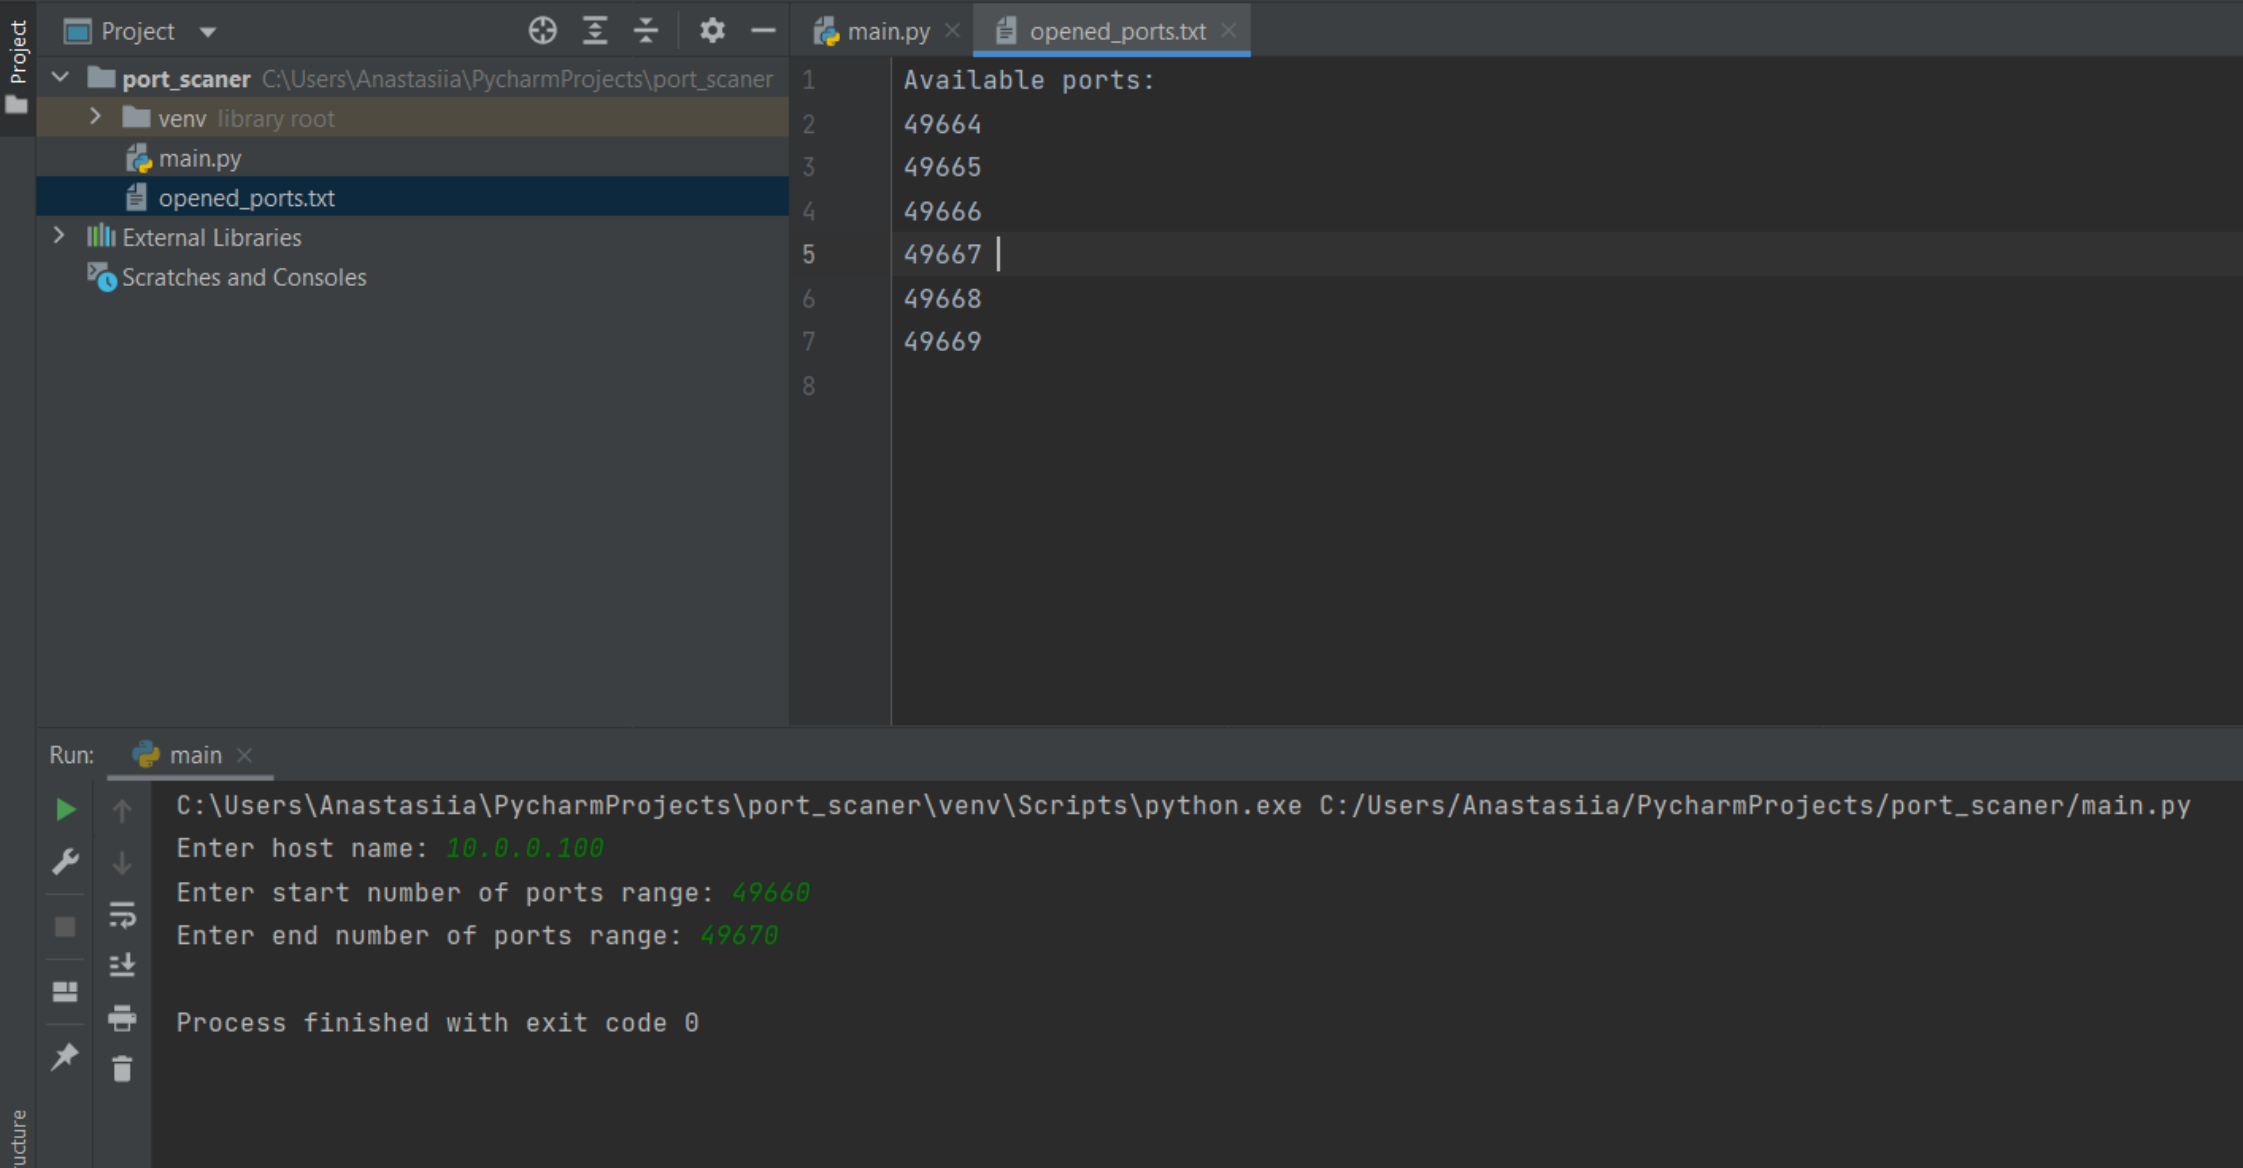 Project
Project
port_scaner C:\Users\Anastasiia\PycharmProjects\port_scaner
venv library root
main.py
opened_ports.txt
External Libraries
Scratches and Consoles
main.py
opened_ports.txt
1 Available ports:
2 49664
3 49665
4 49666
5 49667
6 49668
7 49669
8
Run: main
C:\Users\Anastasiia\PycharmProjects\port_scaner\venv\Scripts\python.exe C:/Users/Anastasiia/PycharmProjects/port_scaner/main.py
Enter host name: 10.0.0.100
Enter start number of ports range: 49660
Enter end number of ports range: 49670
Process finished with exit code 0
ucture